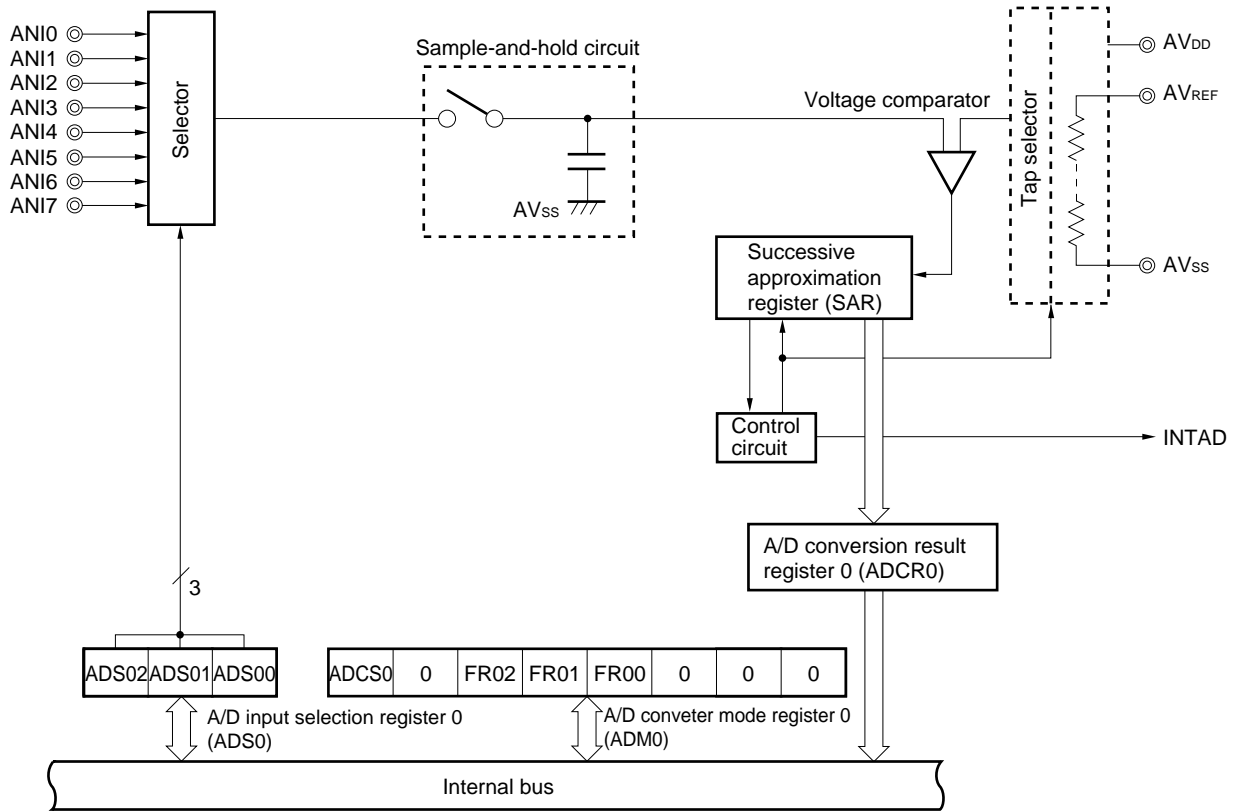 ANI0
ANI1
ANI2
ANI3
ANI4
ANI5
ANI6
ANI7
Selector
Sample-and-hold circuit
AVSS
Voltage comparator
Tap selector
AVDD
AVREF
AVSS
Successive
approximation
register (SAR)
Control
circuit
INTAD
A/D conversion result
register 0 (ADCR0)
3
ADS02 ADS01 ADS00
ADCS0 0 FR02 FR01 FR00 0 0 0
A/D input selection register 0
(ADS0)
A/D conveter mode register 0
(ADM0)
Internal bus